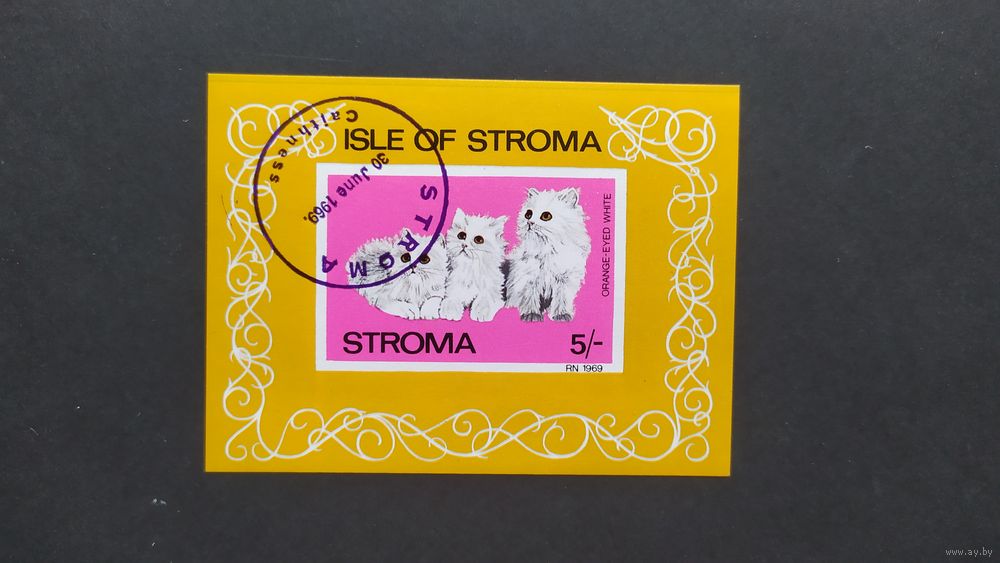 ISLE OF STROMA
Caithness
30 June 1969.
STROMA
ORANGE-EYED WHITE
STROMA
5/-
RN 1969
www.ay.by